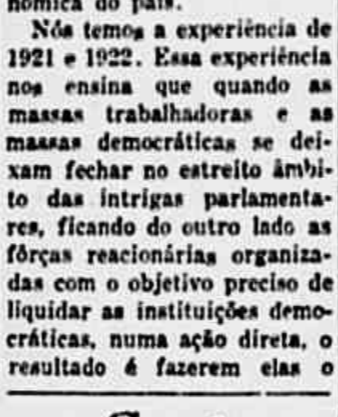 nômica do país.
Nós temos a experiência de
1921 e 1922. Essa experiência
nos ensina que quando as
massas trabalhadoras e as
massas democráticas se dei-
xam fechar no estreito âmbi-
to das intrigas parlamenta-
res, ficando do outro lado as
fôrças reacionárias organiza-
das com o objetivo preciso de
liquidar as instituições demo-
cráticas, numa ação direta, o
resultado é fazerem elas o